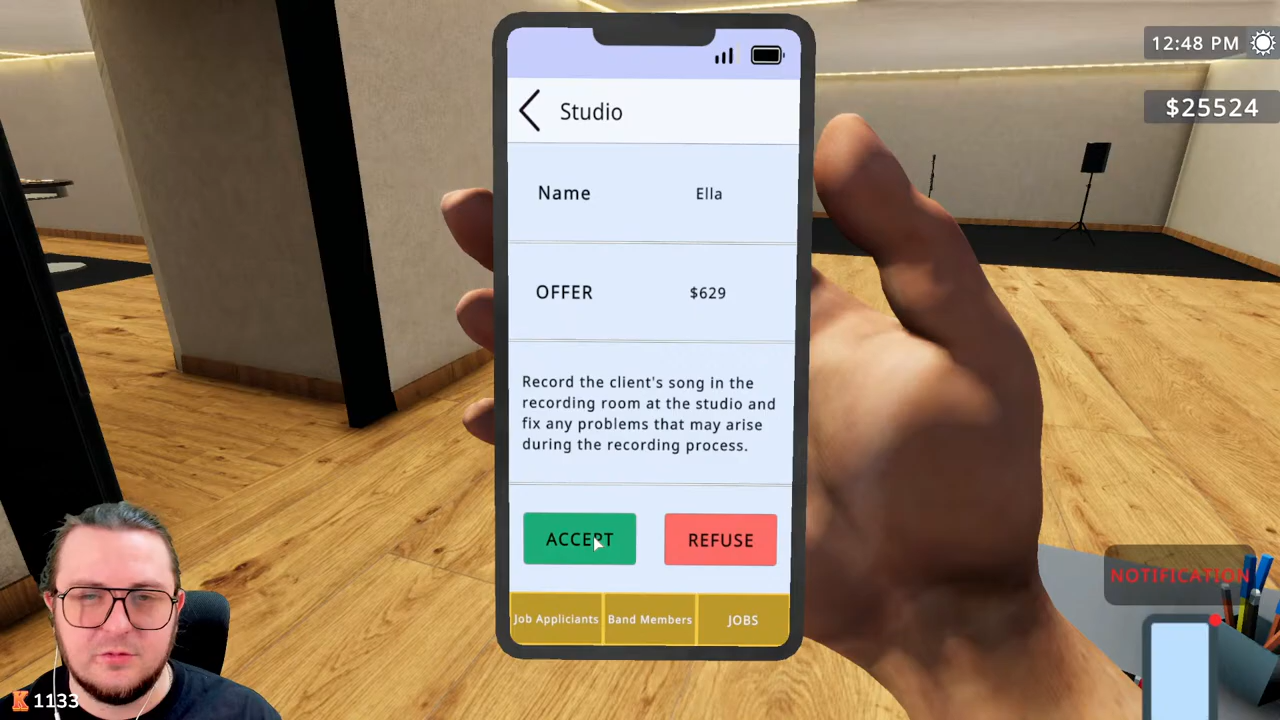 12:48 PM
$25524
Studio
Name Ella
OFFER $629
Record the client's song in the
recording room at the studio and
fix any problems that may arise
during the recording process.
ACCEPT REFUSE
Job Appliciants Band Members JOBS
NOTIFICATION
K 1133